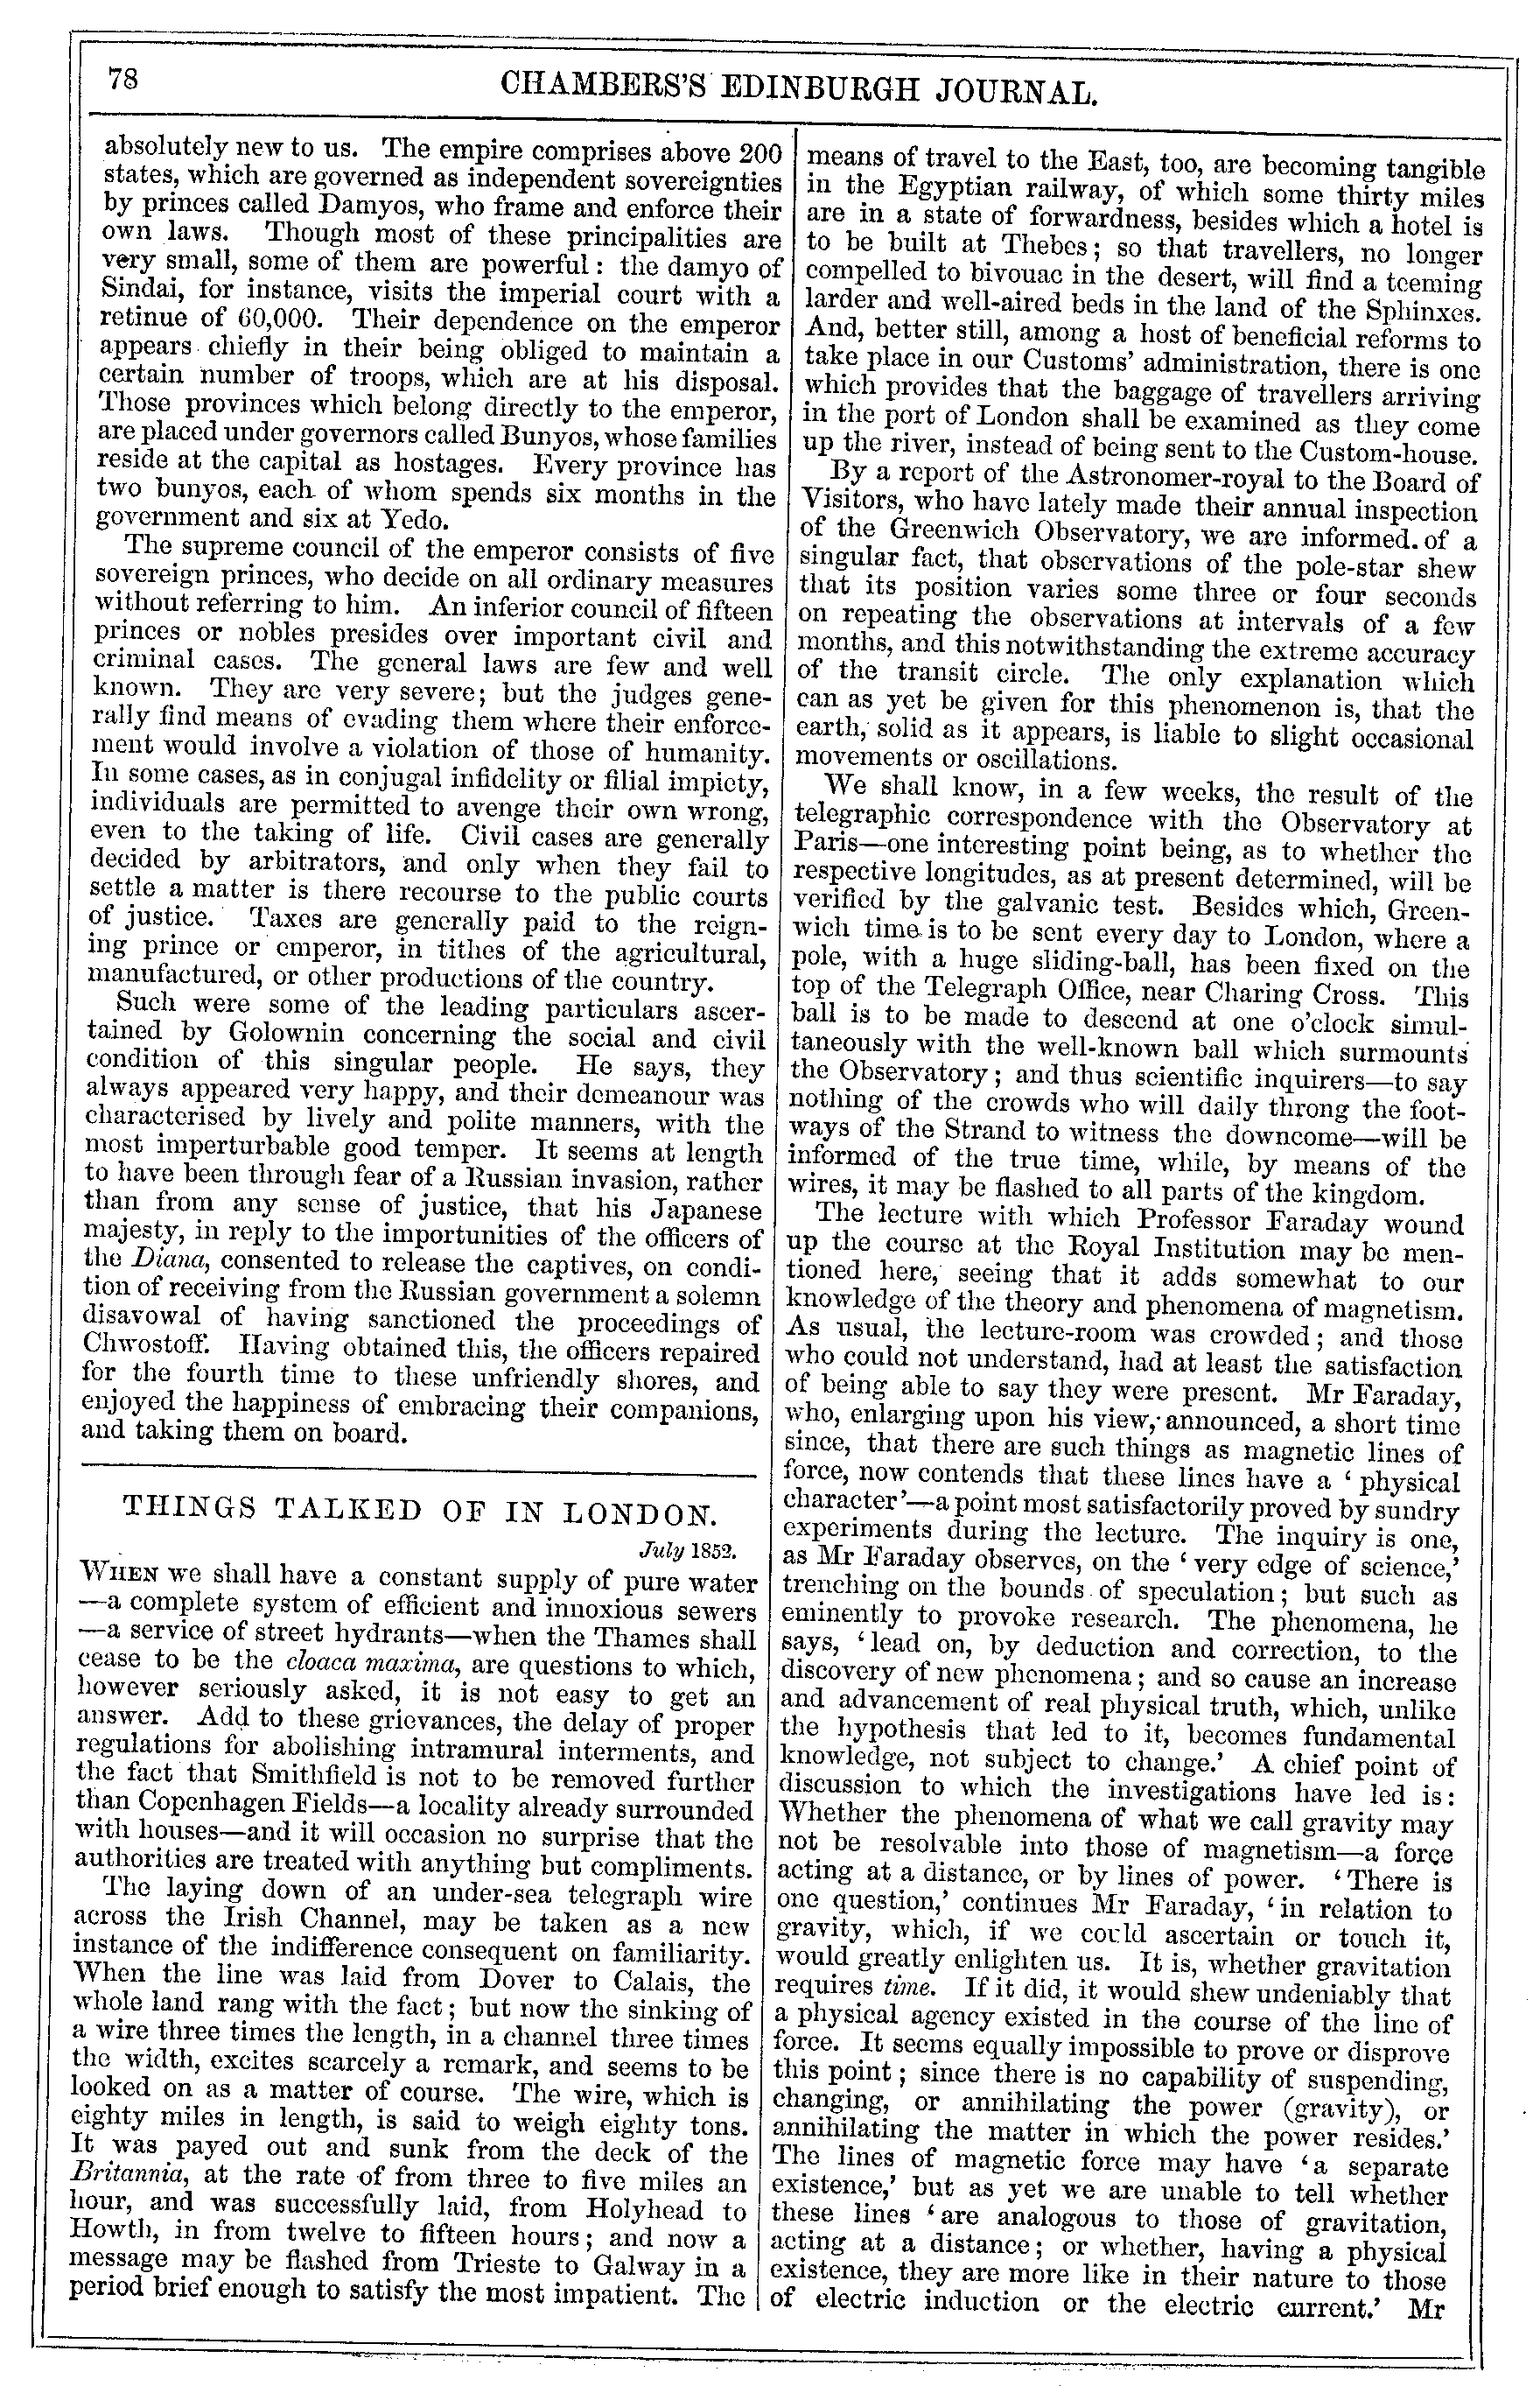 78
CHAMBERS'S EDINBURGH JOURNAL.
absolutely new to us. The empire comprises above 200
states, which are governed as independent sovereignties
by princes called Damyos, who frame and enforce their
own laws. Though most of these principalities are
very small, some of them are powerful: the damyo of
Sindai, for instance, visits the imperial court with a
retinue of 60,000. Their dependence on the emperor
appears chiefly in their being obliged to maintain a
certain number of troops, which are at his disposal.
Those provinces which belong directly to the emperor,
are placed under governors called Bunyos, whose families
reside at the capital as hostages. Every province has
two bunyos, each of whom spends six months in the
government and six at Yedo.
The supreme council of the emperor consists of five
sovereign princes, who decide on all ordinary measures
without referring to him. An inferior council of fifteen
princes or nobles presides over important civil and
criminal cases. The general laws are few and well
known. They are very severe; but the judges gene-
rally find means of evading them where their enforce-
ment would involve a violation of those of humanity.
In some cases, as in conjugal infidelity or filial impiety,
individuals are permitted to avenge their own wrong,
even to the taking of life. Civil cases are generally
decided by arbitrators, and only when they fail to
settle a matter is there recourse to the public courts
of justice. Taxes are generally paid to the reign-
ing prince or emperor, in tithes of the agricultural,
manufactured, or other productions of the country.
Such were some of the leading particulars ascer-
tained by Golownin concerning the social and civil
condition of this singular people. He says, they
always appeared very happy, and their demeanour was
characterised by lively and polite manners, with the
most imperturbable good temper. It seems at length
to have been through fear of a Russian invasion, rather
than from any sense of justice, that his Japanese
majesty, in reply to the importunities of the officers of
the Diana, consented to release the captives, on condi-
tion of receiving from the Russian government a solemn
disavowal of having sanctioned the proceedings of
Chwostoff. Having obtained this, the officers repaired
for the fourth time to these unfriendly shores, and
enjoyed the happiness of embracing their companions,
and taking them on board.
THINGS TALKED OF IN LONDON.
July 1852.
WHEN we shall have a constant supply of pure water
—a complete system of efficient and innoxious sewers
—a service of street hydrants—when the Thames shall
cease to be the cloaca maxima, are questions to which,
however seriously asked, it is not easy to get an
answer. Add to these grievances, the delay of proper
regulations for abolishing intramural interments, and
the fact that Smithfield is not to be removed further
than Copenhagen Fields—a locality already surrounded
with houses—and it will occasion no surprise that the
authorities are treated with anything but compliments.
The laying down of an under-sea telegraph wire
across the Irish Channel, may be taken as a new
instance of the indifference consequent on familiarity.
When the line was laid from Dover to Calais, the
whole land rang with the fact; but now the sinking of
a wire three times the length, in a channel three times
the width, excites scarcely a remark, and seems to be
looked on as a matter of course. The wire, which is
eighty miles in length, is said to weigh eighty tons.
It was payed out and sunk from the deck of the
Britannia, at the rate of from three to five miles an
hour, and was successfully laid, from Holyhead to
Howth, in from twelve to fifteen hours; and now a
message may be flashed from Trieste to Galway in a
period brief enough to satisfy the most impatient. The
means of travel to the East, too, are becoming tangible
in the Egyptian railway, of which some thirty miles
are in a state of forwardness, besides which a hotel is
to be built at Thebes; so that travellers, no longer
compelled to bivouac in the desert, will find a teeming
larder and well-aired beds in the land of the Sphinxes.
And, better still, among a host of beneficial reforms to
take place in our Customs' administration, there is one
which provides that the baggage of travellers arriving
in the port of London shall be examined as they come
up the river, instead of being sent to the Custom-house.
By a report of the Astronomer-royal to the Board of
Visitors, who have lately made their annual inspection
of the Greenwich Observatory, we are informed. of a
singular fact, that observations of the pole-star shew
that its position varies some three or four seconds
on repeating the observations at intervals of a few
months, and this notwithstanding the extreme accuracy
of the transit circle. The only explanation which
can as yet be given for this phenomenon is, that the
earth, solid as it appears, is liable to slight occasional
movements or oscillations.
We shall know, in a few weeks, the result of the
telegraphic correspondence with the Observatory at
Paris—one interesting point being, as to whether the
respective longitudes, as at present determined, will be
verified by the galvanic test. Besides which, Green-
wich time is to be sent every day to London, where a
pole, with a huge sliding-ball, has been fixed on the
top of the Telegraph Office, near Charing Cross. This
ball is to be made to descend at one o'clock simul-
taneously with the well-known ball which surmounts
the Observatory; and thus scientific inquirers—to say
nothing of the crowds who will daily throng the foot-
ways of the Strand to witness the downcome—will be
informed of the true time, while, by means of the
wires, it may be flashed to all parts of the kingdom.
The lecture with which Professor Faraday wound
up the course at the Royal Institution may be men-
tioned here, seeing that it adds somewhat to our
knowledge of the theory and phenomena of magnetism.
As usual, the lecture-room was crowded; and those
who could not understand, had at least the satisfaction
of being able to say they were present. Mr Faraday,
who, enlarging upon his view, announced, a short time
since, that there are such things as magnetic lines of
force, now contends that these lines have a 'physical
character'—a point most satisfactorily proved by sundry
experiments during the lecture. The inquiry is one,
as Mr Faraday observes, on the 'very edge of science,'
trenching on the bounds of speculation; but such as
eminently to provoke research. The phenomena, he
says, 'lead on, by deduction and correction, to the
discovery of new phenomena; and so cause an increase
and advancement of real physical truth, which, unlike
the hypothesis that led to it, becomes fundamental
knowledge, not subject to change.' A chief point of
discussion to which the investigations have led is:
Whether the phenomena of what we call gravity may
not be resolvable into those of magnetism—a force
acting at a distance, or by lines of power. 'There is
one question,' continues Mr Faraday, 'in relation to
gravity, which, if we could ascertain or touch it,
would greatly enlighten us. It is, whether gravitation
requires time. If it did, it would shew undeniably that
a physical agency existed in the course of the line of
force. It seems equally impossible to prove or disprove
this point; since there is no capability of suspending,
changing, or annihilating the power (gravity), or
annihilating the matter in which the power resides.'
The lines of magnetic force may have 'a separate
existence,' but as yet we are unable to tell whether
these lines 'are analogous to those of gravitation,
acting at a distance; or whether, having a physical
existence, they are more like in their nature to those
of electric induction or the electric current.' Mr